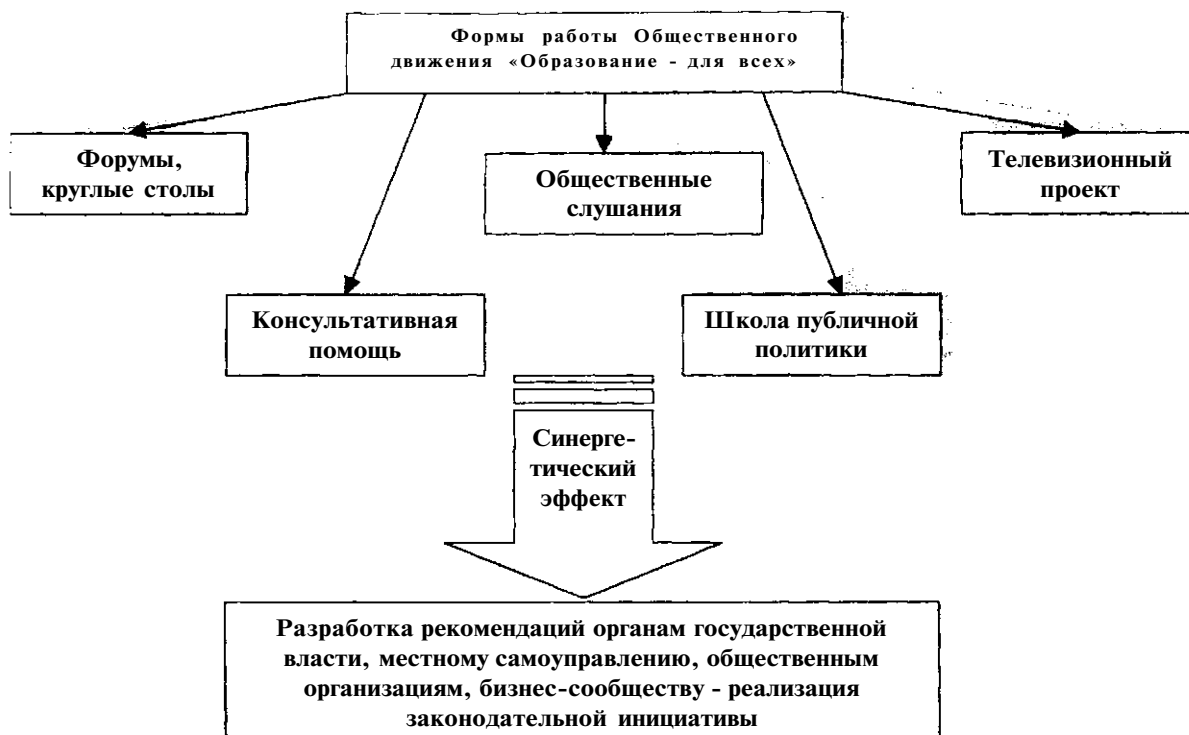 Формы работы Общественного
движения «Образование - для всех»
Форумы,
круглые столы
Общественные
слушания
Телевизионный
проект
Консультативная
помощь
Школа публичной
политики
Синерге-
тический
эффект
Разработка рекомендаций органам государственной
власти, местному самоуправлению, общественным
организациям, бизнес-сообществу - реализация
законодательной инициативы